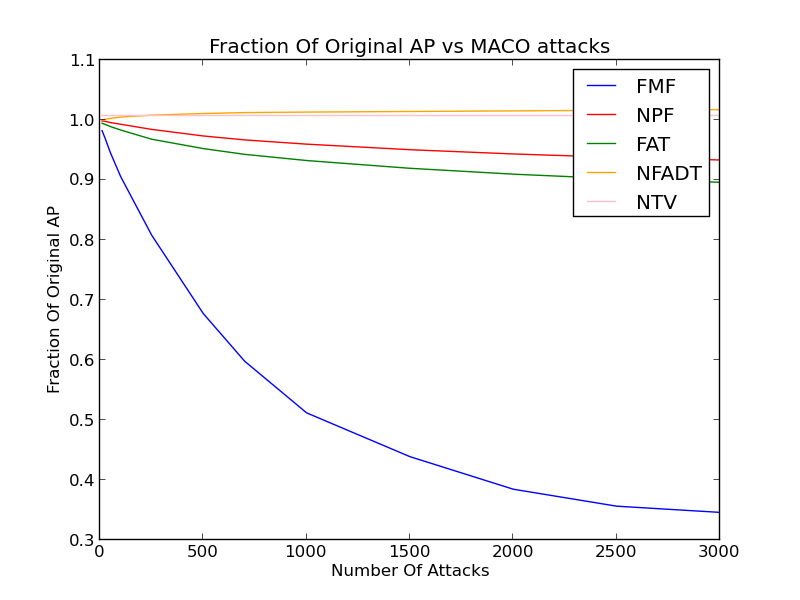 Fraction Of Original AP vs MACO attacks
Fraction Of Original AP
1.1
1.0
0.9
0.8
0.7
0.6
0.5
0.4
0.3
FMF
NPF
FAT
NFADT
NTV
0 500 1000 1500 2000 2500 3000
Number Of Attacks